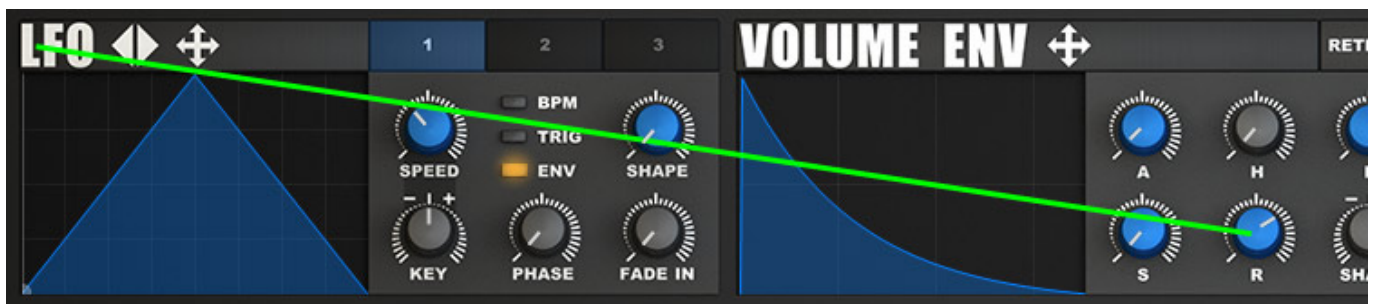 LFO
1 2 3
VOLUME ENV
BPM
TRIG
ENV
SPEED
SHAPE
KEY
PHASE
FADE IN
A
H
S
R